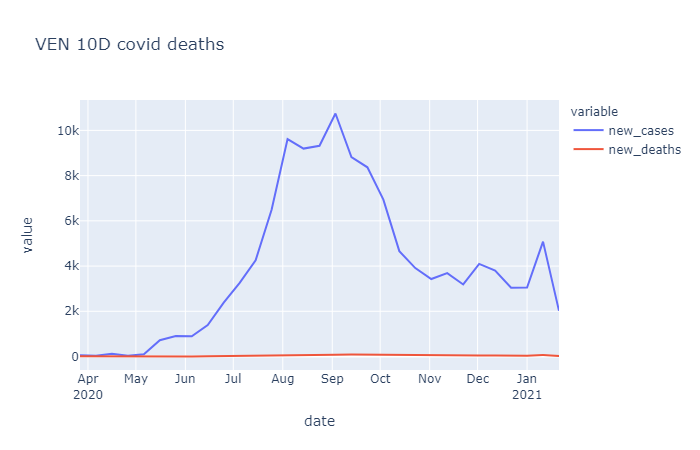 VEN 10D covid deaths
variable
new_cases
new_deaths
value
10k
8k
6k
4k
2k
0
Apr
2020
May
Jun
Jul
Aug
Sep
Oct
Nov
Dec
Jan
2021
date